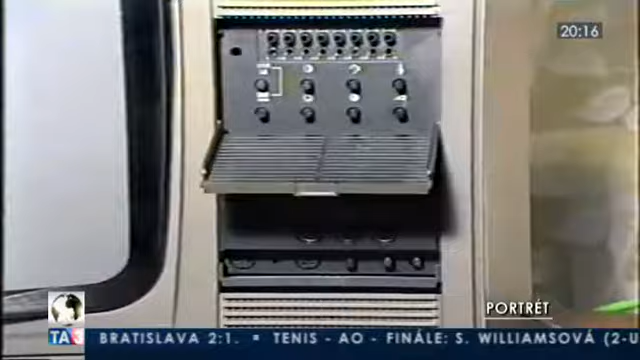 20:16
PORTRÉT
TA3 BRATISLAVA 2:1. TENIS - AO - FINÁLE: S. WILLIAMSOVÁ (2-U